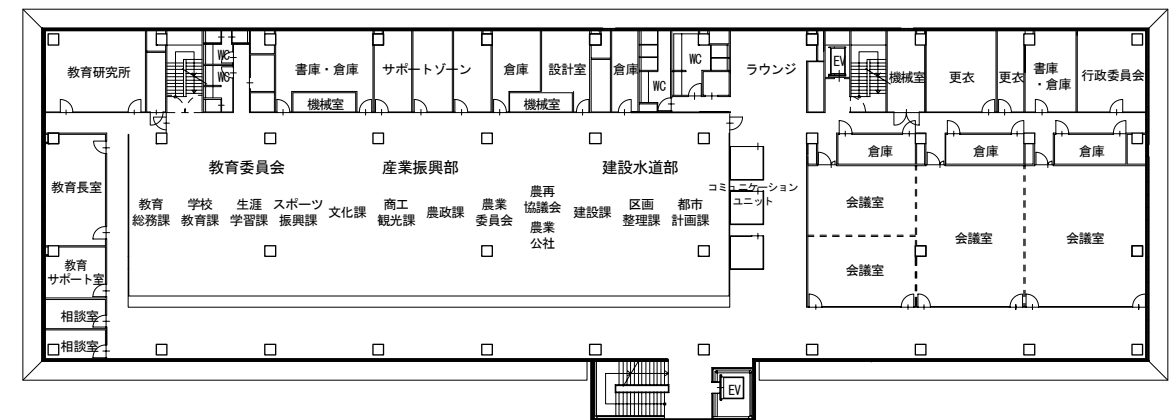 教育研究所
WC
WC
書庫・倉庫
機械室
サポートゾーン
倉庫
設計室
機械室
倉庫
WC
WC
ラウンジ
EV
機械室
更衣
更衣
書庫
・倉庫
行政委員会
教育長室
教育
サポート室
相談室
相談室
教育委員会
産業振興部
建設水道部
教育
総務課
学校
教育課
生涯
学習課
スポーツ
振興課
文化課
商工
観光課
農政課
農業
委員会
農再
協議会
農業
公社
建設課
区画
整理課
都市
計画課
コミュニケーション
ユニット
倉庫
倉庫
倉庫
会議室
会議室
会議室
会議室
EV